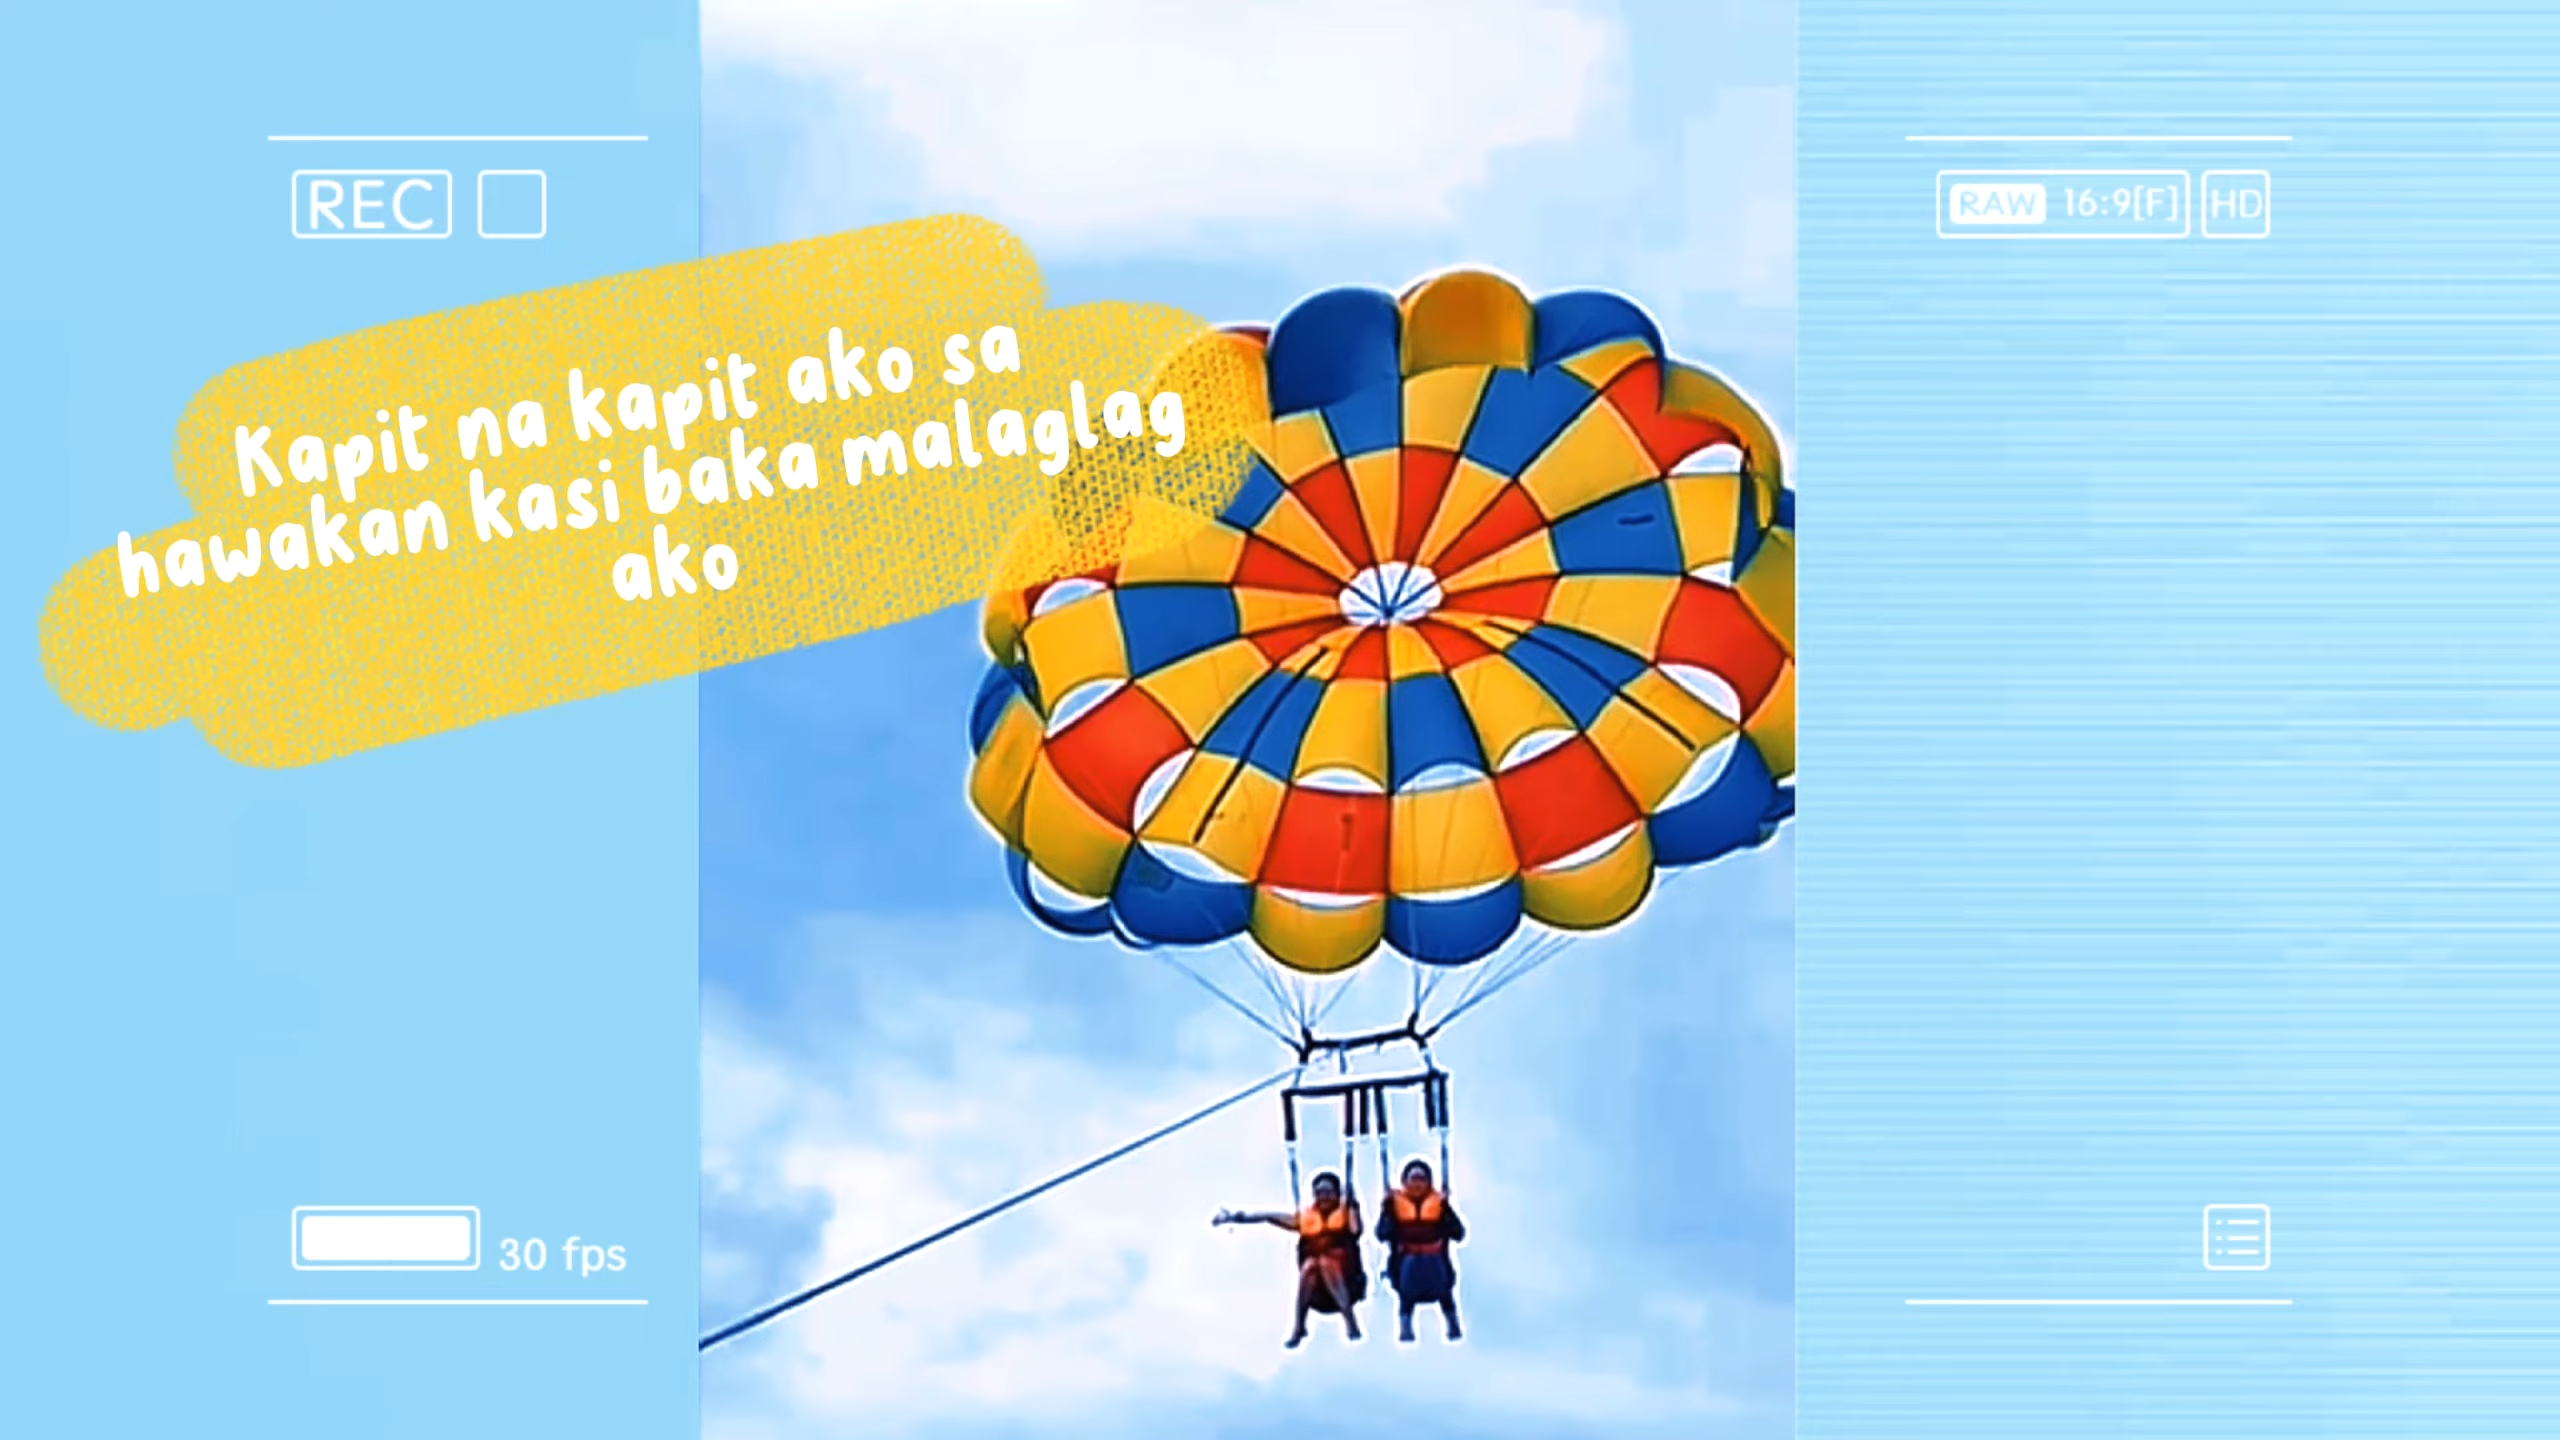 REC
RAW 16:9[F] HD
Kapit na kapit ako sa
hawakan kasi baka malaglag
ako
30 fps